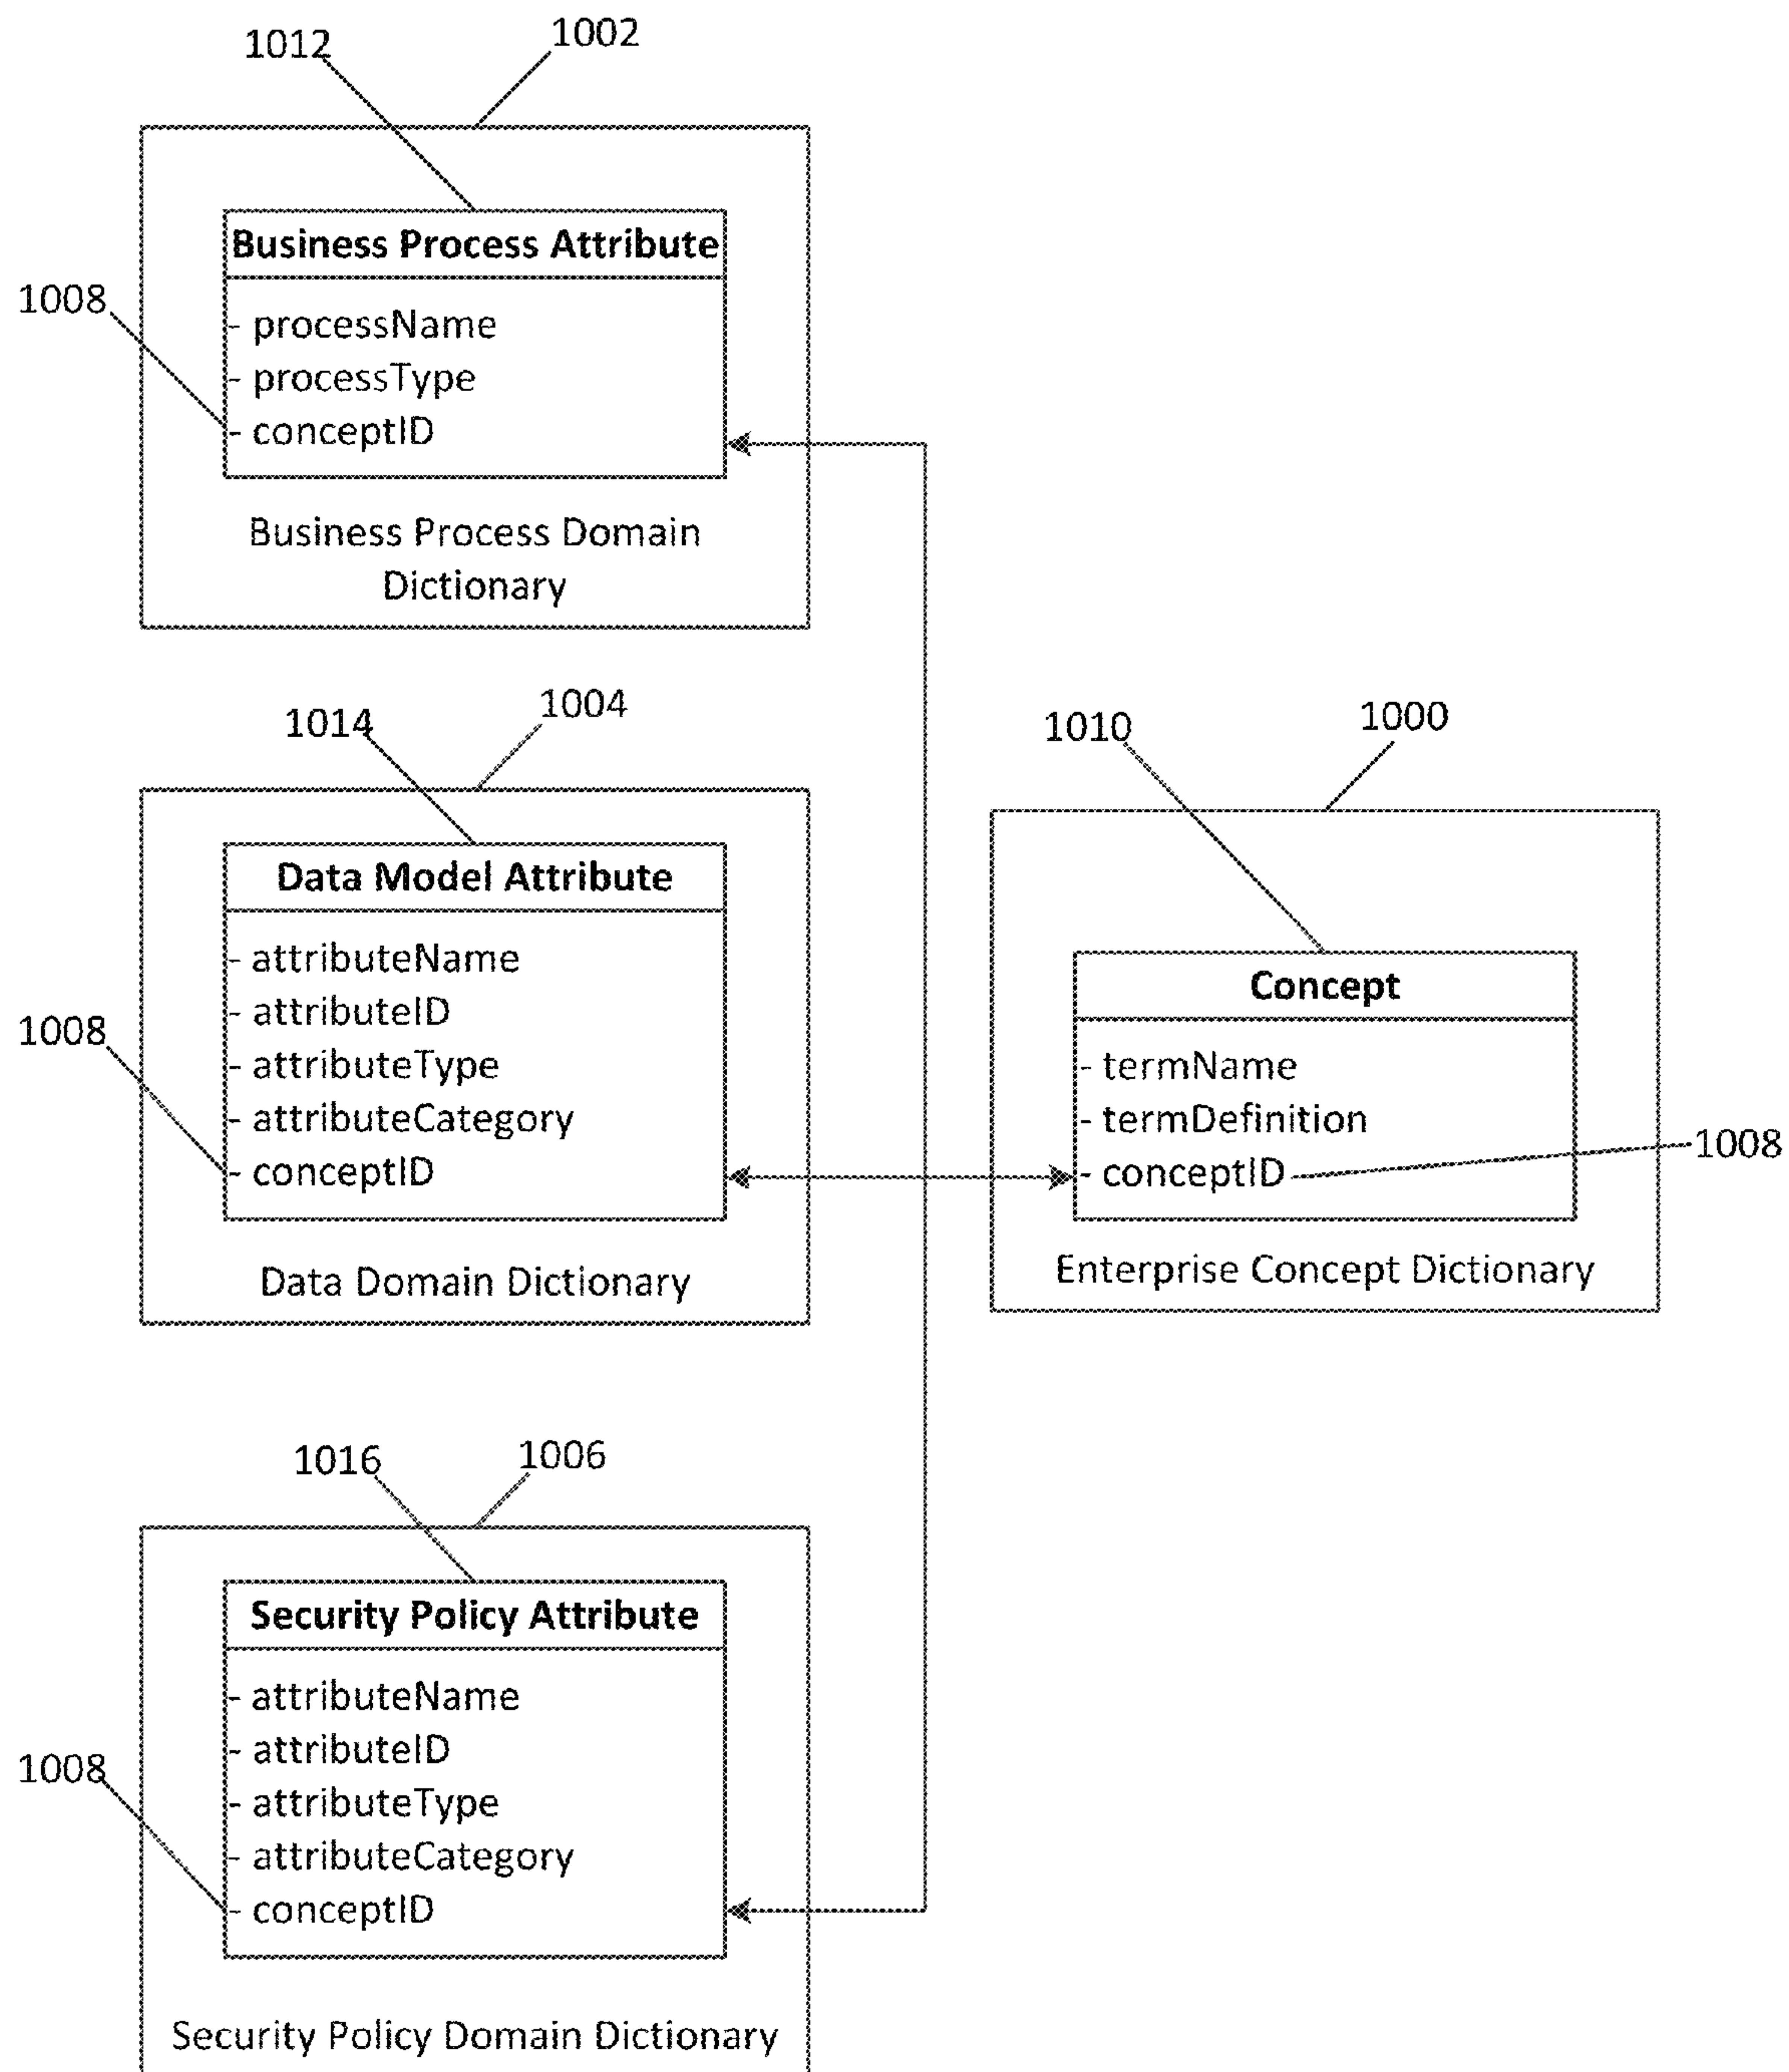 1012
1002
Business Process Attribute
1008
- processName
- processType
- conceptID
Business Process Domain
Dictionary
1014
1004
Data Model Attribute
1008
- attributeName
- attributeID
- attributeType
- attributeCategory
- conceptID
Data Domain Dictionary
1010
1000
Concept
- termName
- termDefinition
- conceptID
1008
Enterprise Concept Dictionary
1016
1006
Security Policy Attribute
1008
- attributeName
- attributeID
- attributeType
- attributeCategory
- conceptID
Security Policy Domain Dictionary